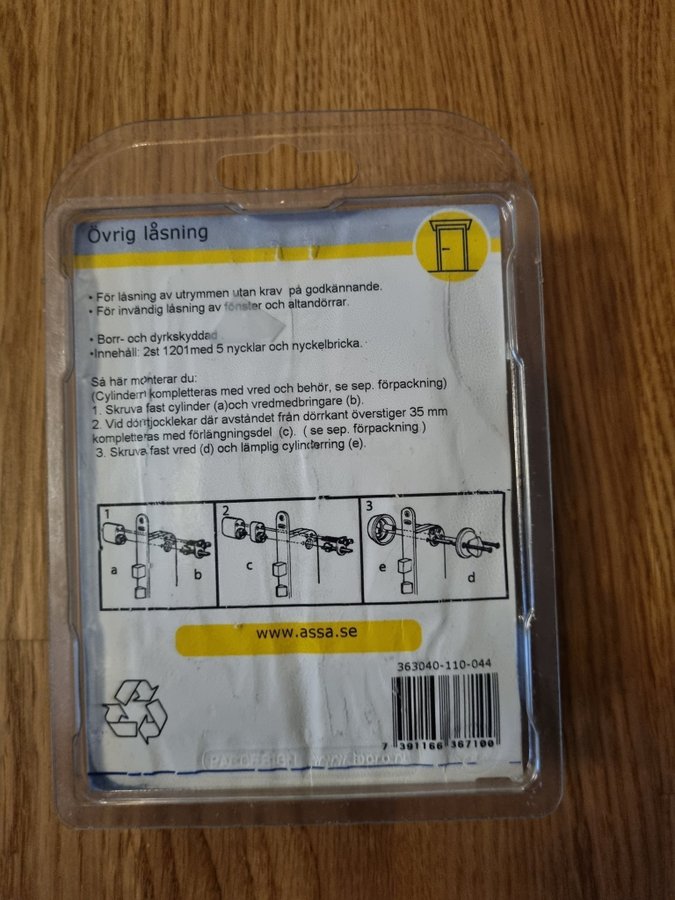 Övrig låsning
• För låsning av utrymmen utan krav på godkännande.
• För invändig låsning av fönster och altandörrar.
• Borr- och dyrkskyddad
•Innehåll: 2st 1201med 5 nycklar och nyckelbricka.
Så här monterar du:
(Cylindern kompletteras med vred och behör, se sep. förpackning)
1. Skruva fast cylinder (a)och vredmedbringare (b).
2. Vid dörrtjocklekar där avståndet från dörrkant överstiger 35 mm
kompletteras med förlängningsdel (c). ( se sep. förpackning )
3. Skruva fast vred (d) och lämplig cylinderring (e).
1 2 3
a b c e d
www.assa.se
363040-110-044
7 391166 367100